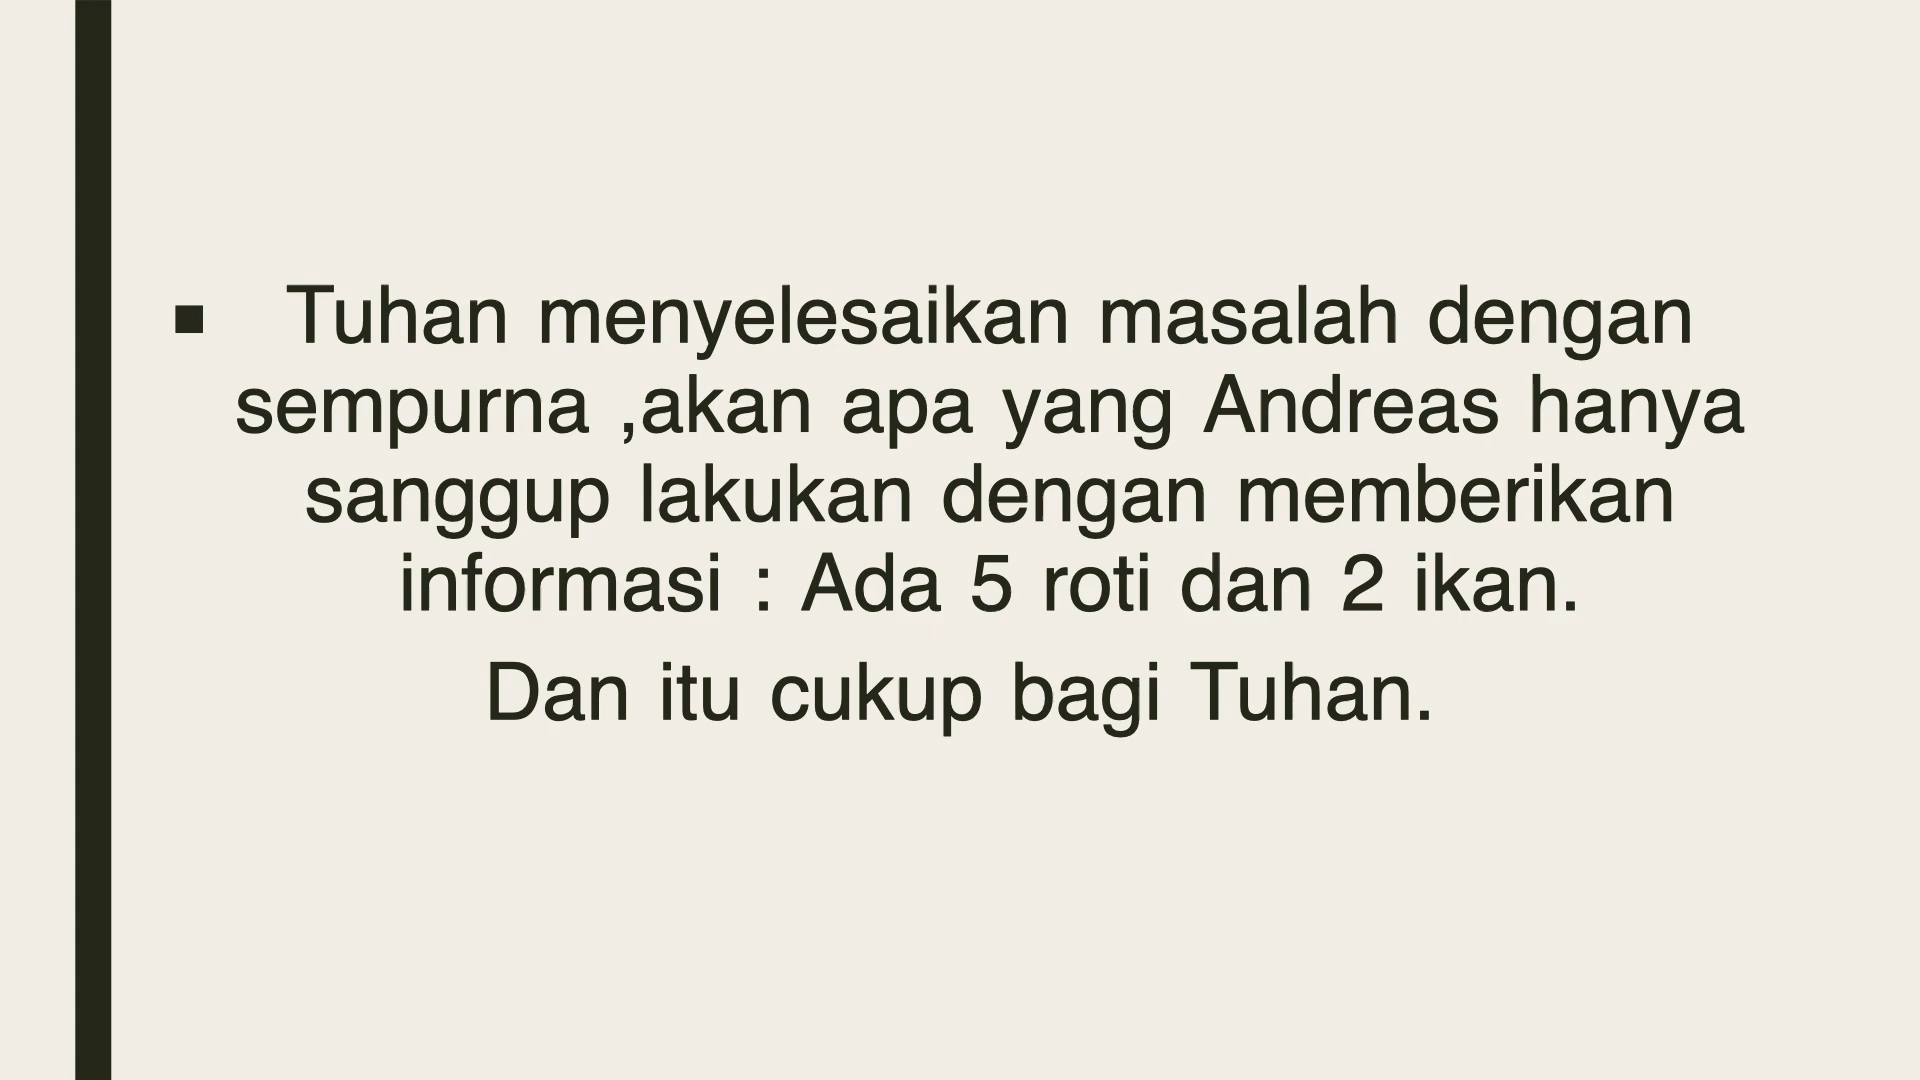 ▪ Tuhan menyelesaikan masalah dengan
sempurna ,akan apa yang Andreas hanya
sanggup lakukan dengan memberikan
informasi : Ada 5 roti dan 2 ikan.
Dan itu cukup bagi Tuhan.